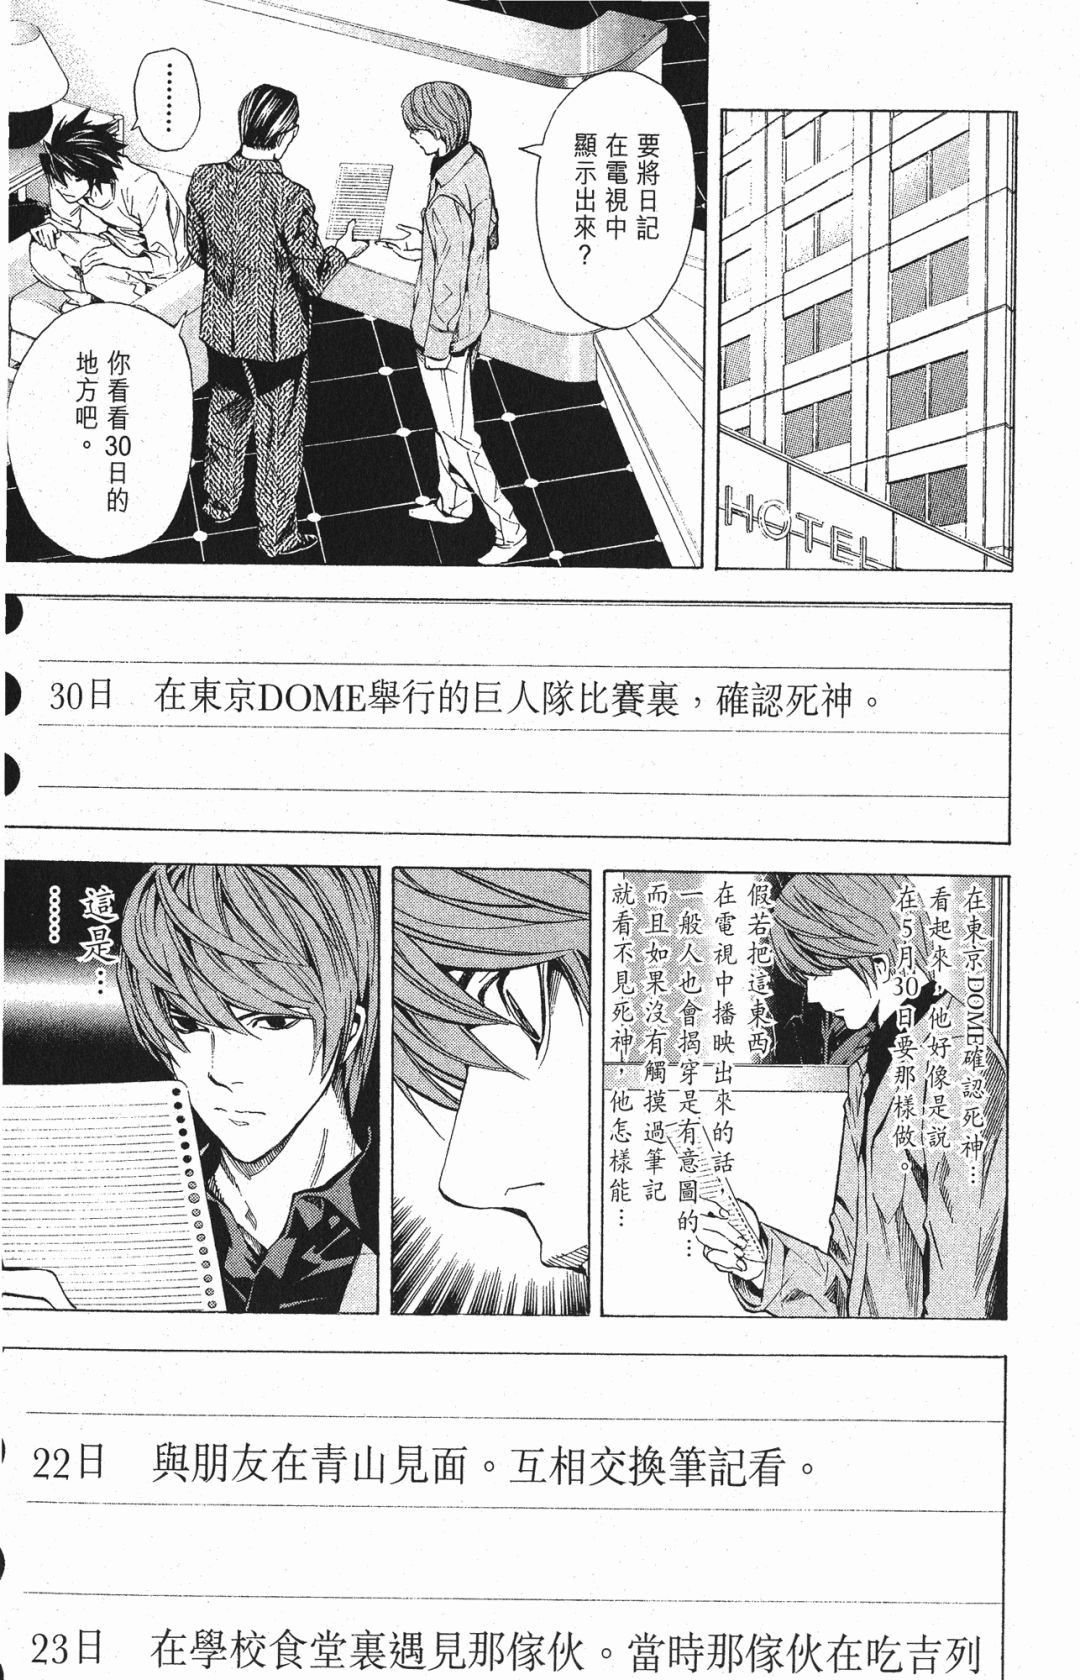 HOTEL
要將日記
在電視中
顯示出來？
………
你看看30日的
地方吧。
30日　在東京DOME舉行的巨人隊比賽裏，確認死神。
在東京DOME確認死神…
看起來，他好像是說
在5月30日要那樣做。
假若把這東西
在電視中播映出來的話，
一般人也會揭穿是有意圖的…
而且如果沒有觸摸過筆記
就看不見死神，他怎樣能…
這是…
……
22日　與朋友在青山見面。互相交換筆記看。
23日　在學校食堂裏遇見那傢伙。當時那傢伙在吃吉列